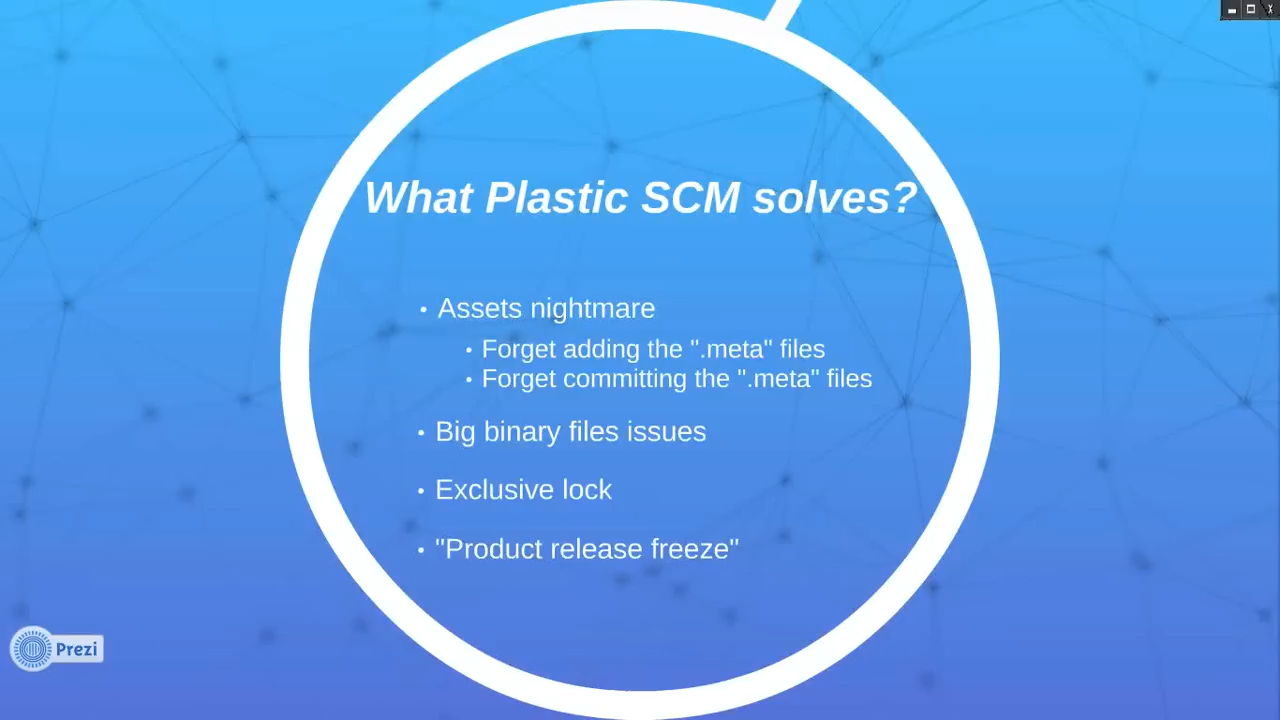 What Plastic SCM solves?
• Assets nightmare
• Forget adding the ".meta" files
• Forget committing the ".meta" files
• Big binary files issues
• Exclusive lock
• "Product release freeze"
Prezi